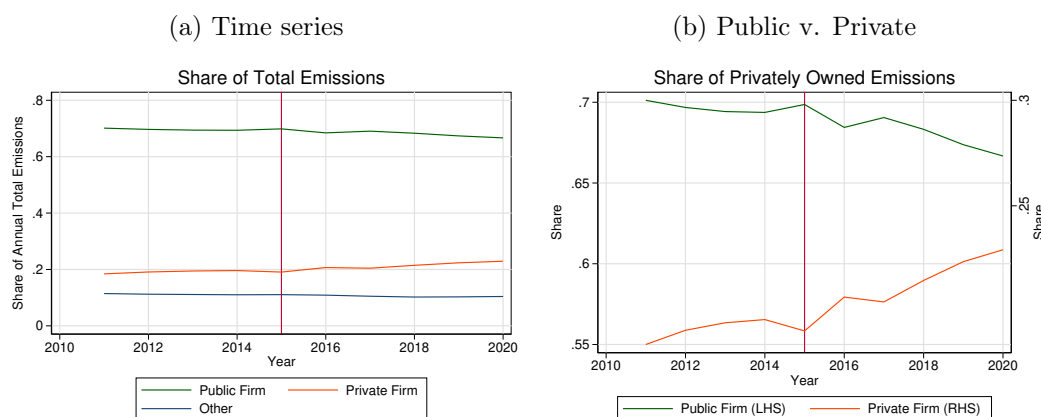 (a) Time series
Share of Total Emissions
Share of Annual Total Emissions
.8
.6
.4
.2
0
2010 2012 2014 2016 2018 2020
Year
Public Firm Private Firm
Other
(b) Public v. Private
Share of Privately Owned Emissions
Share
.7
.65
.6
.55
.3
.25
Share
2010 2012 2014 2016 2018 2020
Year
Public Firm (LHS) Private Firm (RHS)